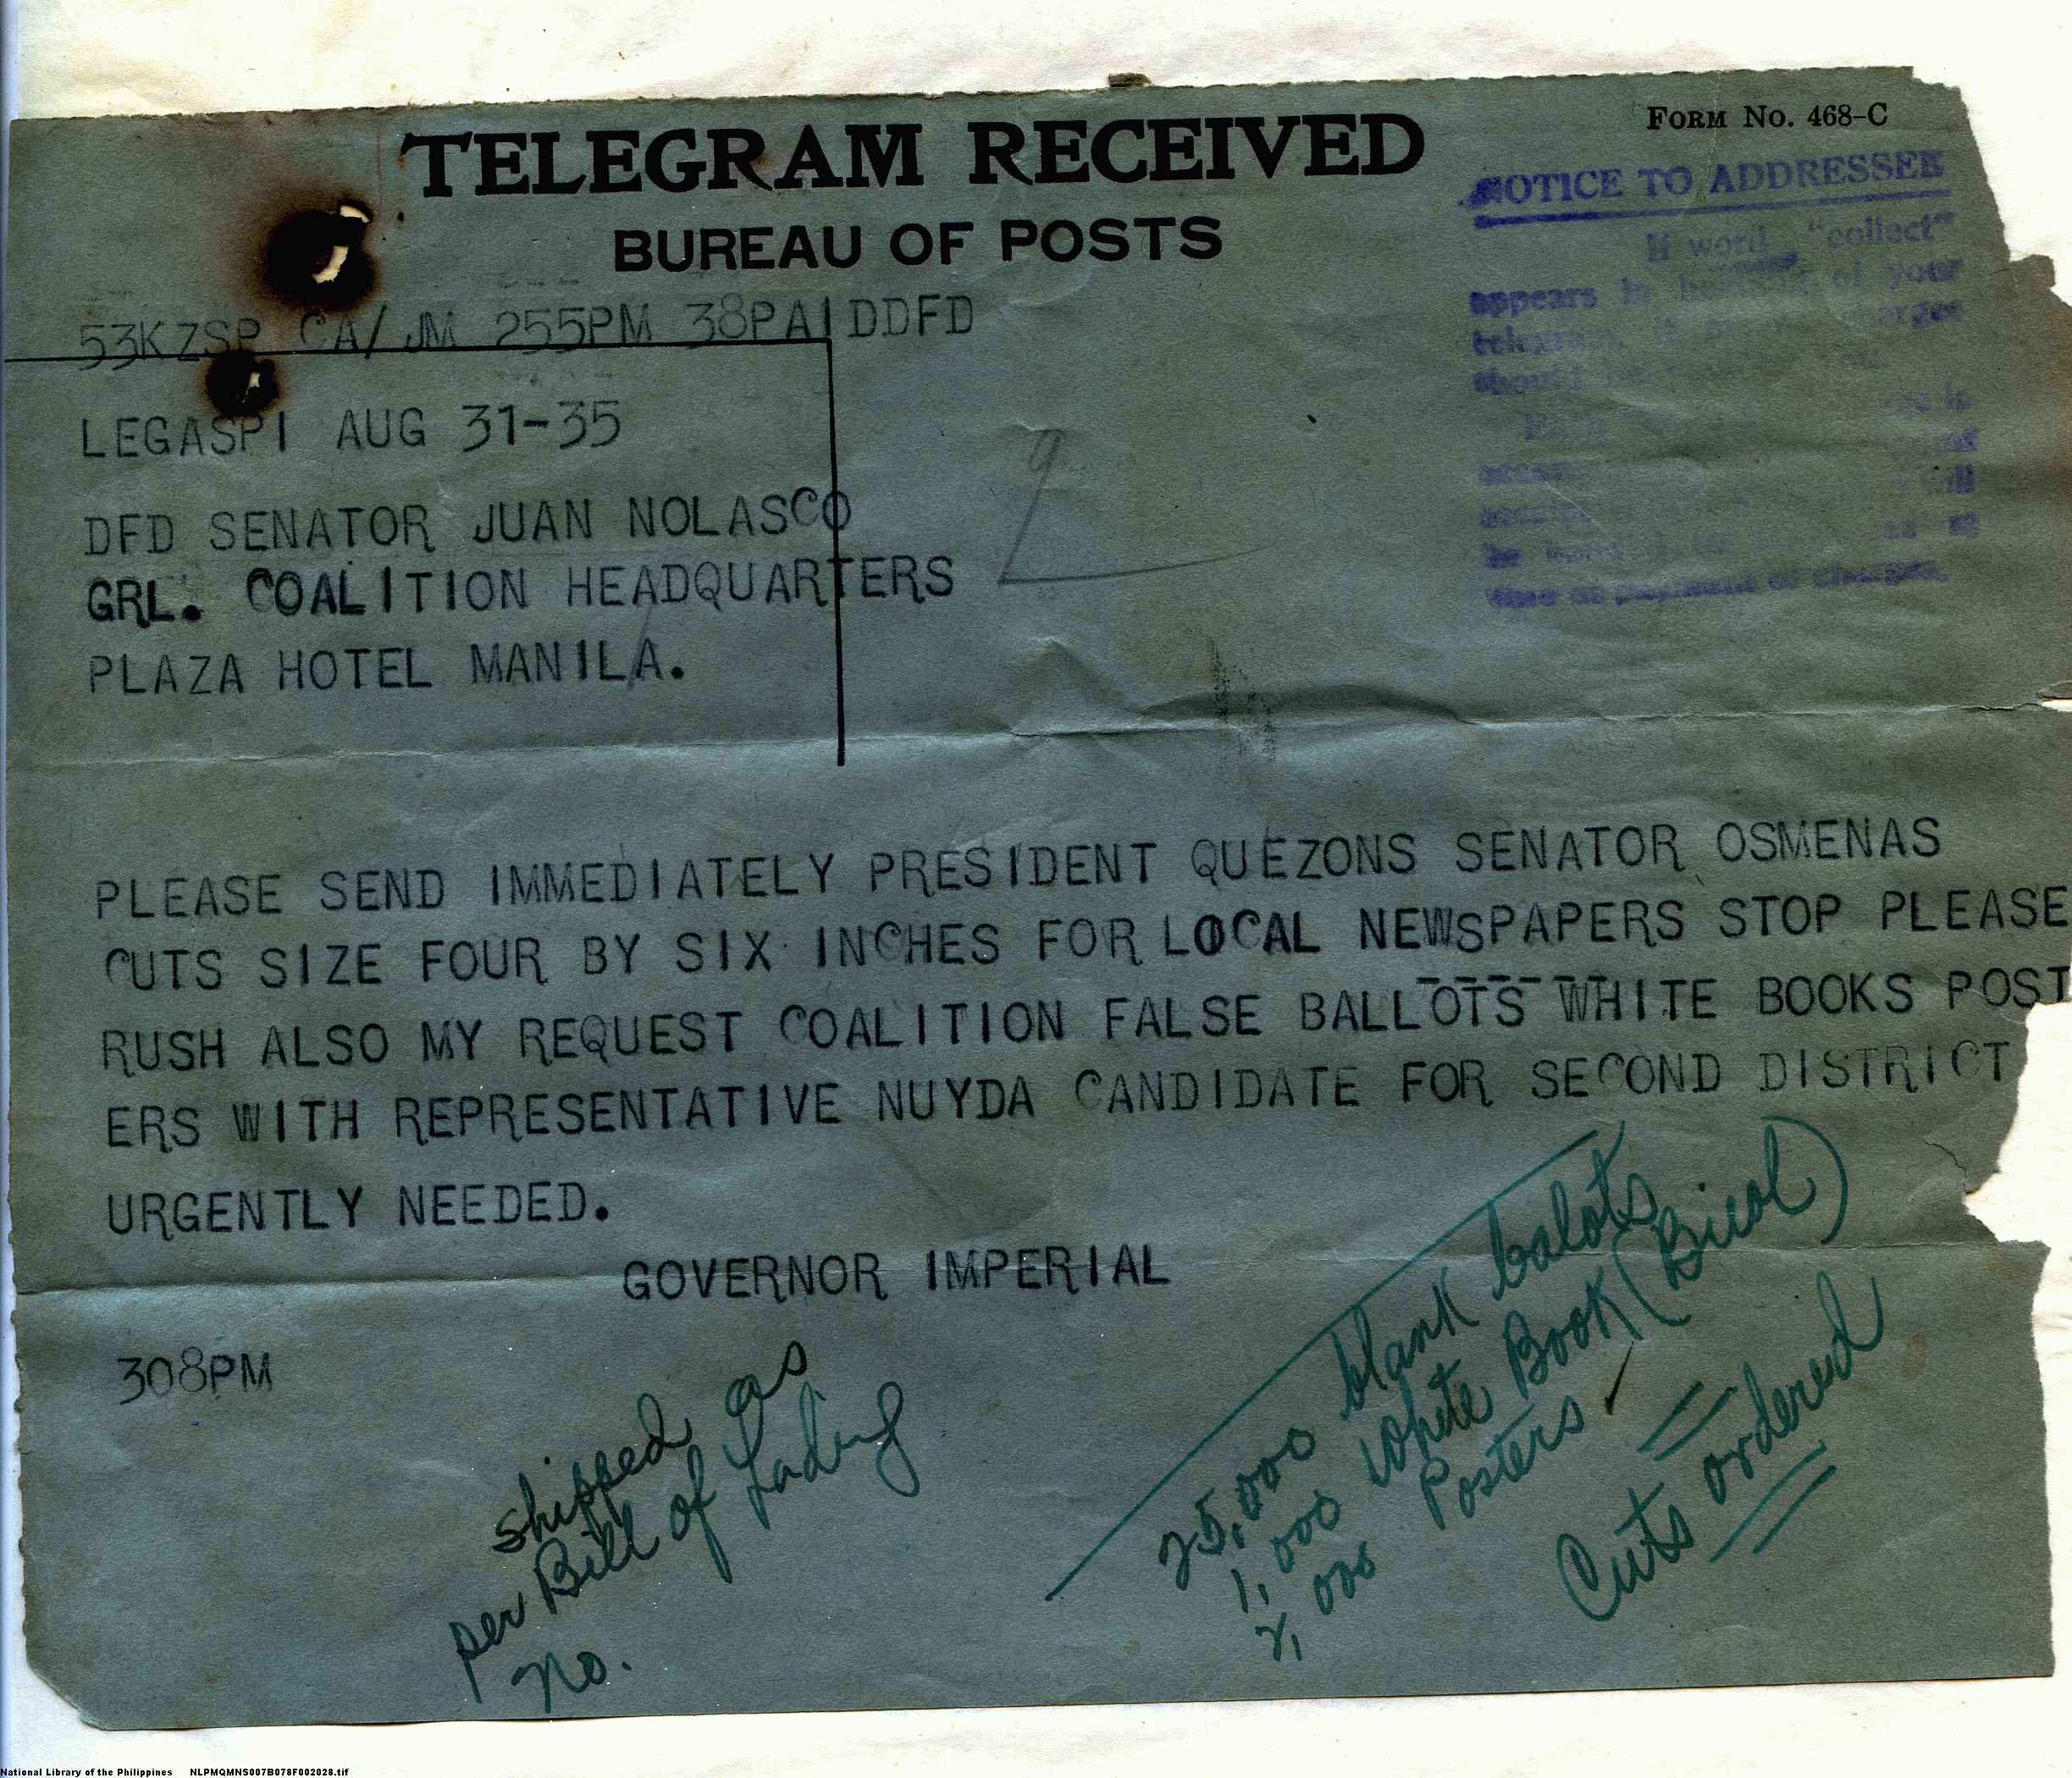 FORM NO. 468-C
TELEGRAM RECEIVED
BUREAU OF POSTS
NOTICE TO ADDRESSEE
If word "collect"
appears in of your
53KZSP CA/JM 255PM 38PAIDDFD
LEGASPI AUG 31-35
DFD SENATOR JUAN NOLASCO
GRL. COALITION HEADQUARTERS
PLAZA HOTEL MANILA.
PLEASE SEND IMMEDIATELY PRESIDENT QUEZONS SENATOR OSMENAS
CUTS SIZE FOUR BY SIX INCHES FOR LOCAL NEWSPAPERS STOP PLEASE
RUSH ALSO MY REQUEST COALITION FALSE BALLOTS WHITE BOOKS POST
ERS WITH REPRESENTATIVE NUYDA CANDIDATE FOR SECOND DISTRICT
URGENTLY NEEDED.
GOVERNOR IMPERIAL
308PM
shipped as
per Bill of Lading
no.
25,000 blank balots
1,000 White Book (Bicol)
2,000 Posters
Cuts ordered
National Library of the Philippines NLPMQMNS007B078F002028.tif